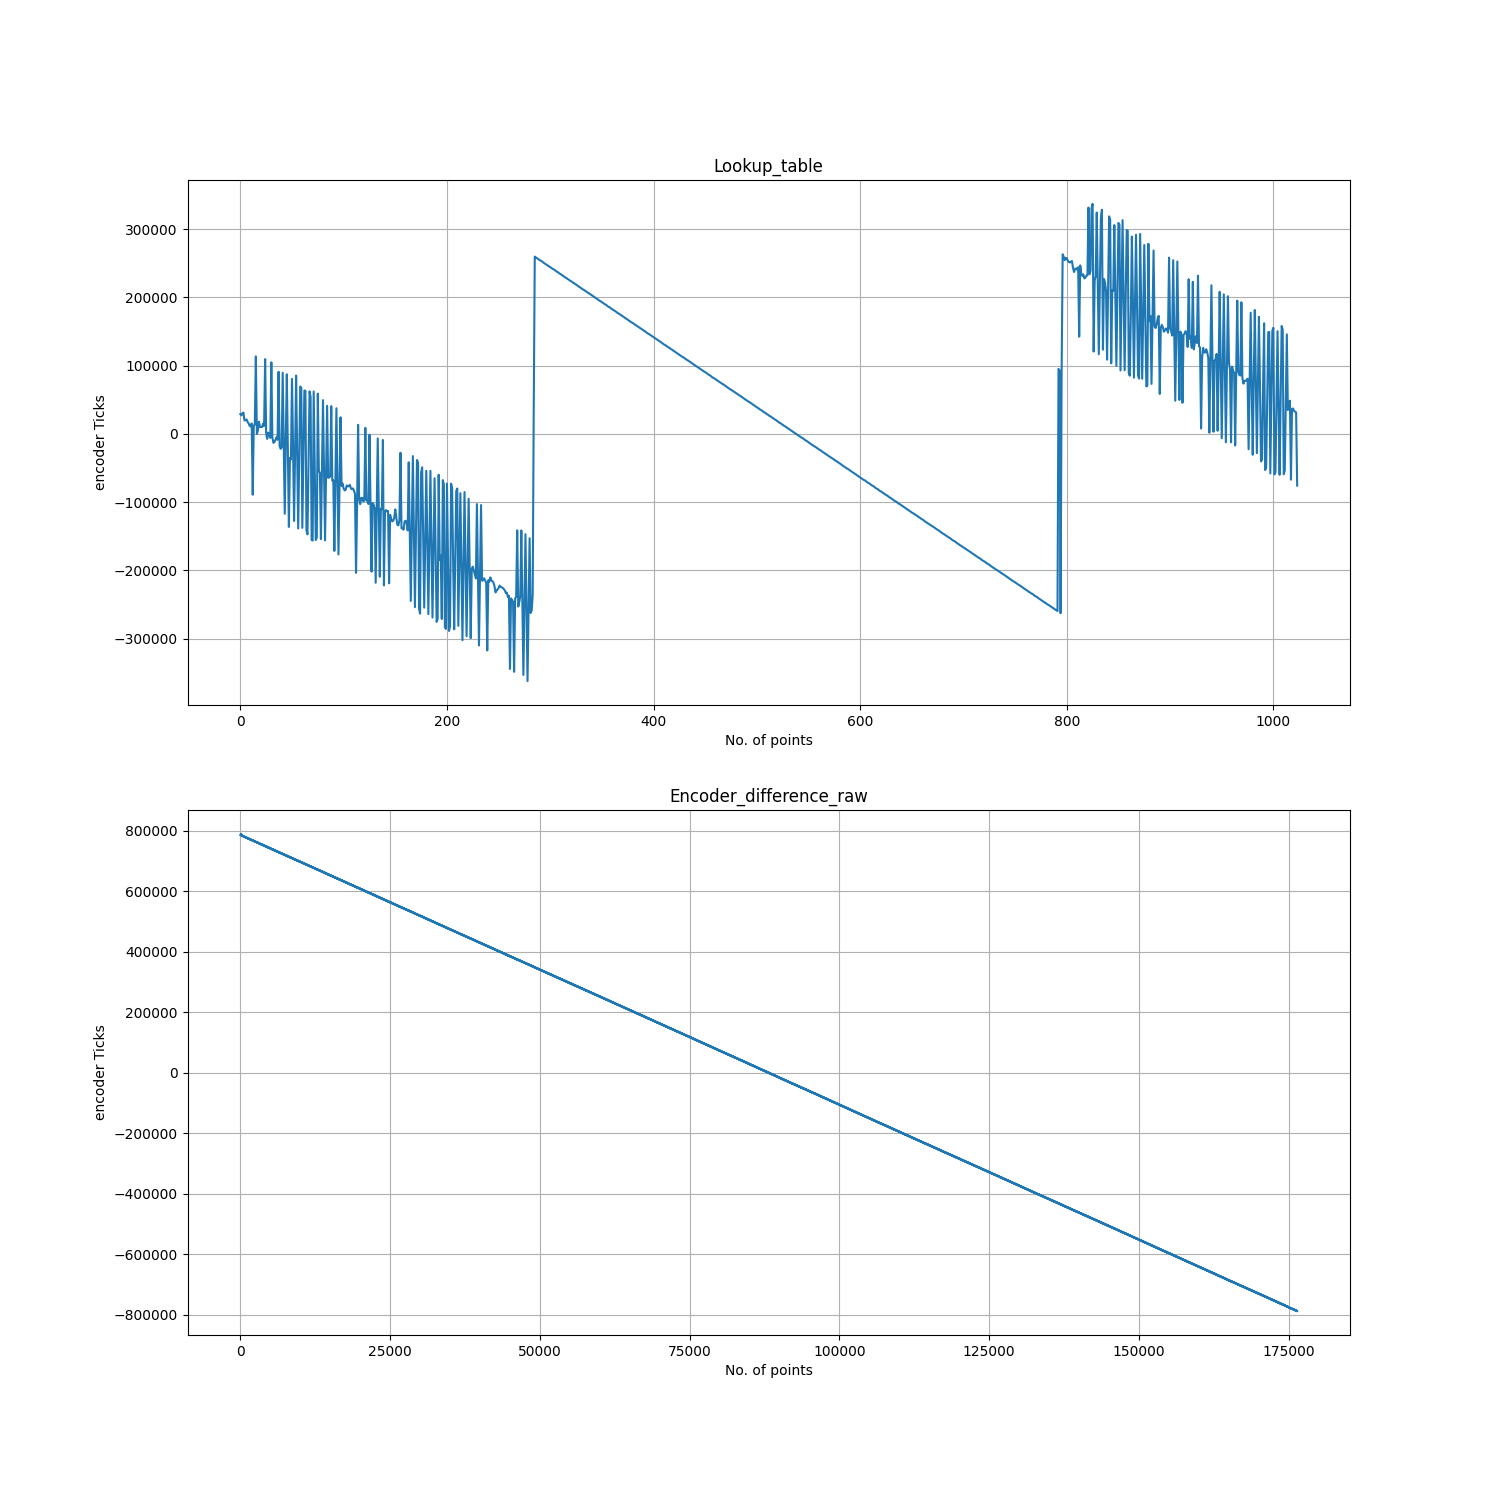 Lookup_table
300000
200000
100000
0
−100000
−200000
−300000
encoder Ticks
0 200 400 600 800 1000
No. of points
Encoder_difference_raw
800000
600000
400000
200000
0
−200000
−400000
−600000
−800000
encoder Ticks
0 25000 50000 75000 100000 125000 150000 175000
No. of points